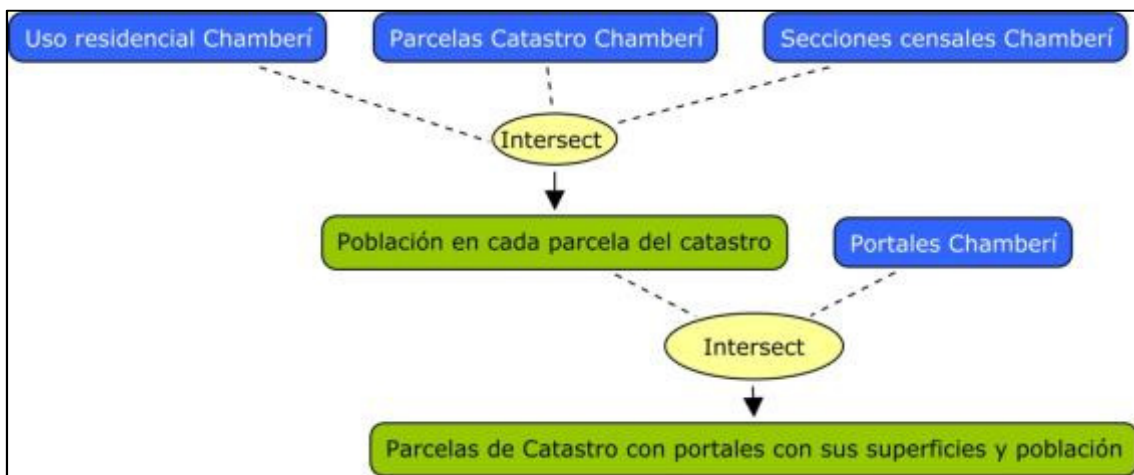 Uso residencial Chamberí
Parcelas Catastro Chamberí
Secciones censales Chamberí
Intersect
Población en cada parcela del catastro
Portales Chamberí
Intersect
Parcelas de Catastro con portales con sus superficies y población